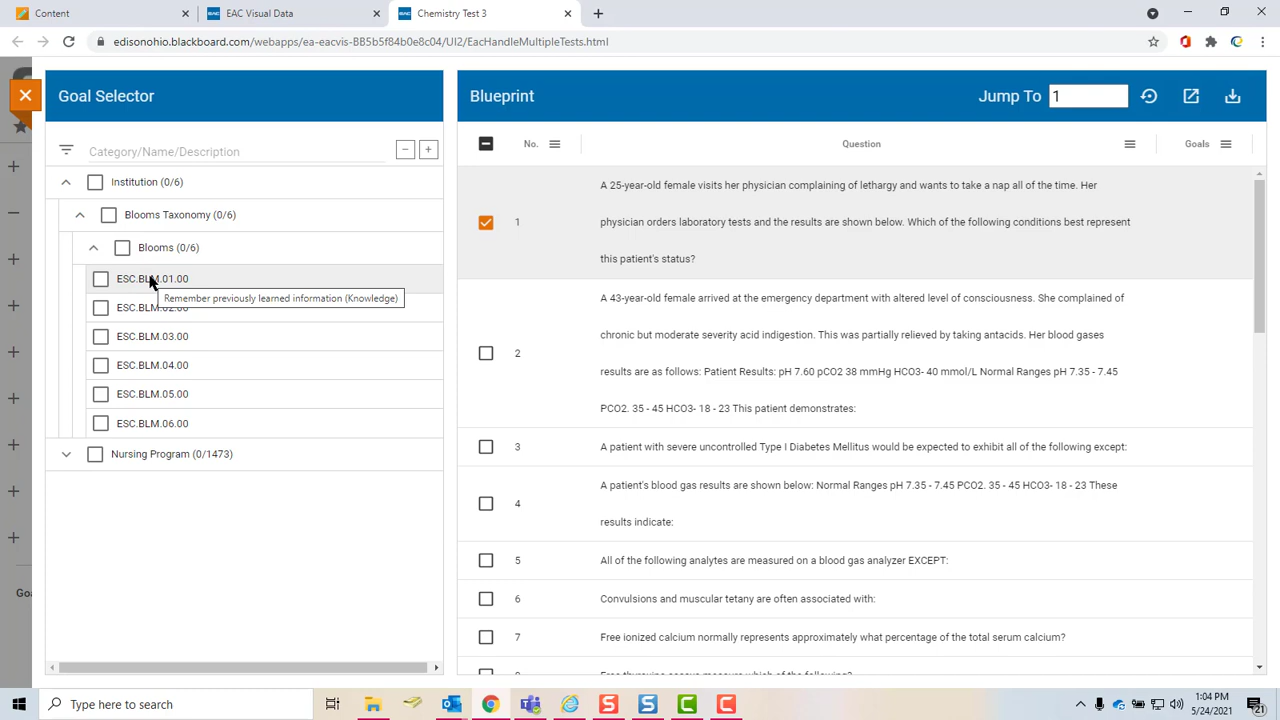 Content
EAC Visual Data
Chemistry Test 3
edisonohio.blackboard.com/webapps/ea-eacvis-BB5b5f84b0e8c04/UI2/EacHandleMultipleTests.html
Goal Selector
Category/Name/Description
Institution (0/6)
Blooms Taxonomy (0/6)
Blooms (0/6)
ESC.BLM.01.00
Remember previously learned information (Knowledge)
ESC.BLM.02.00
ESC.BLM.03.00
ESC.BLM.04.00
ESC.BLM.05.00
ESC.BLM.06.00
Nursing Program (0/1473)
Go
Blueprint
Jump To
1
No.
Question
Goals
1
A 25-year-old female visits her physician complaining of lethargy and wants to take a nap all of the time. Her
physician orders laboratory tests and the results are shown below. Which of the following conditions best represent
this patient's status?
2
A 43-year-old female arrived at the emergency department with altered level of consciousness. She complained of
chronic but moderate severity acid indigestion. This was partially relieved by taking antacids. Her blood gases
results are as follows: Patient Results: pH 7.60 pCO2 38 mmHg HCO3- 40 mmol/L Normal Ranges pH 7.35 - 7.45
PCO2. 35 - 45 HCO3- 18 - 23 This patient demonstrates:
3
A patient with severe uncontrolled Type I Diabetes Mellitus would be expected to exhibit all of the following except:
4
A patient's blood gas results are shown below: Normal Ranges pH 7.35 - 7.45 PCO2. 35 - 45 HCO3- 18 - 23 These
results indicate:
5
All of the following analytes are measured on a blood gas analyzer EXCEPT:
6
Convulsions and muscular tetany are often associated with:
7
Free ionized calcium normally represents approximately what percentage of the total serum calcium?
Type here to search
1:04 PM
5/24/2021
21